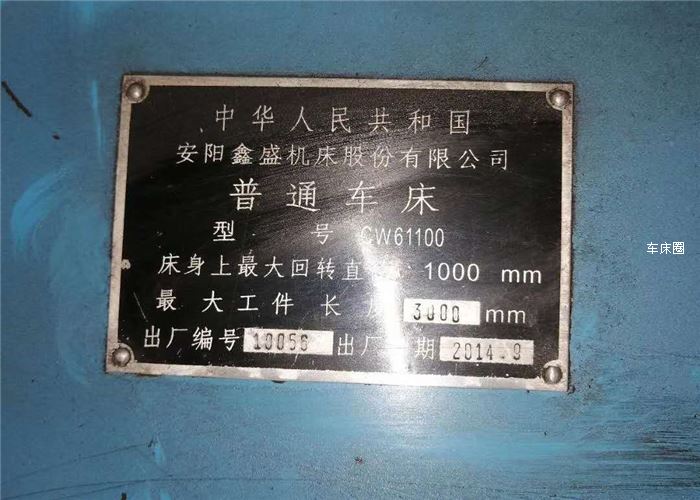 中华人民共和国
安阳鑫盛机床股份有限公司
普通车床
型 号 CW61100
床身上最大回转直 1000 mm
最大工件长度 3000 mm
出厂编号 10056 出厂 期 2014.9
车床圈